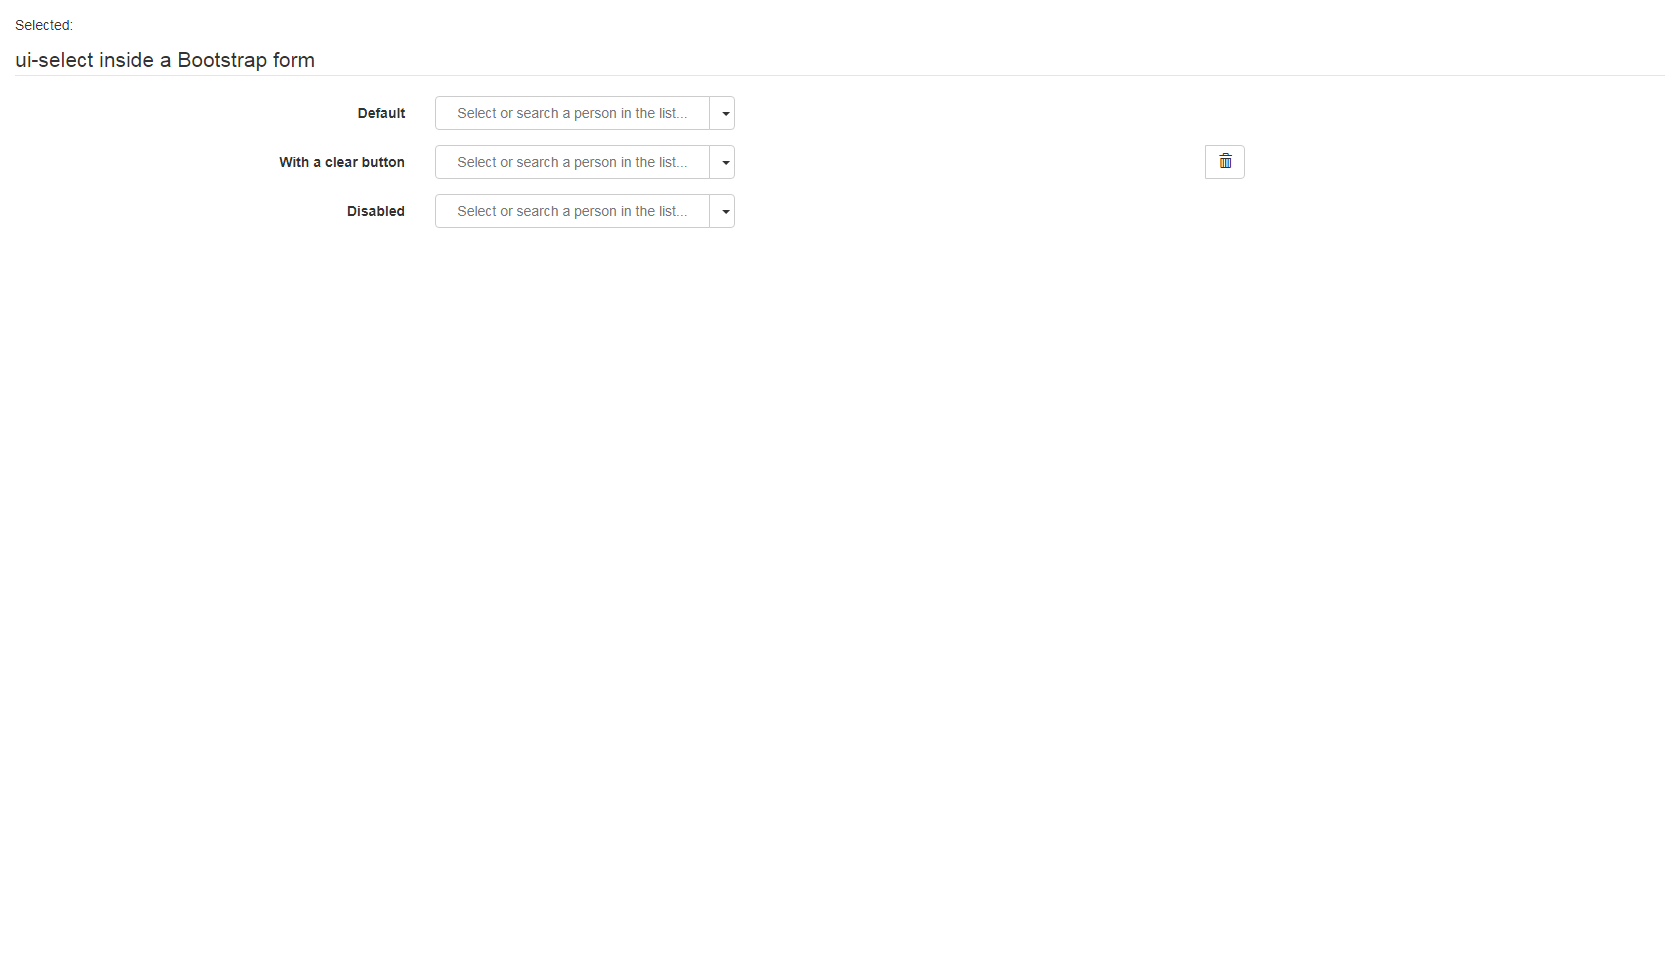 Selected:
ui-select inside a Bootstrap form
Default Select or search a person in the list...
With a clear button Select or search a person in the list...
Disabled Select or search a person in the list...